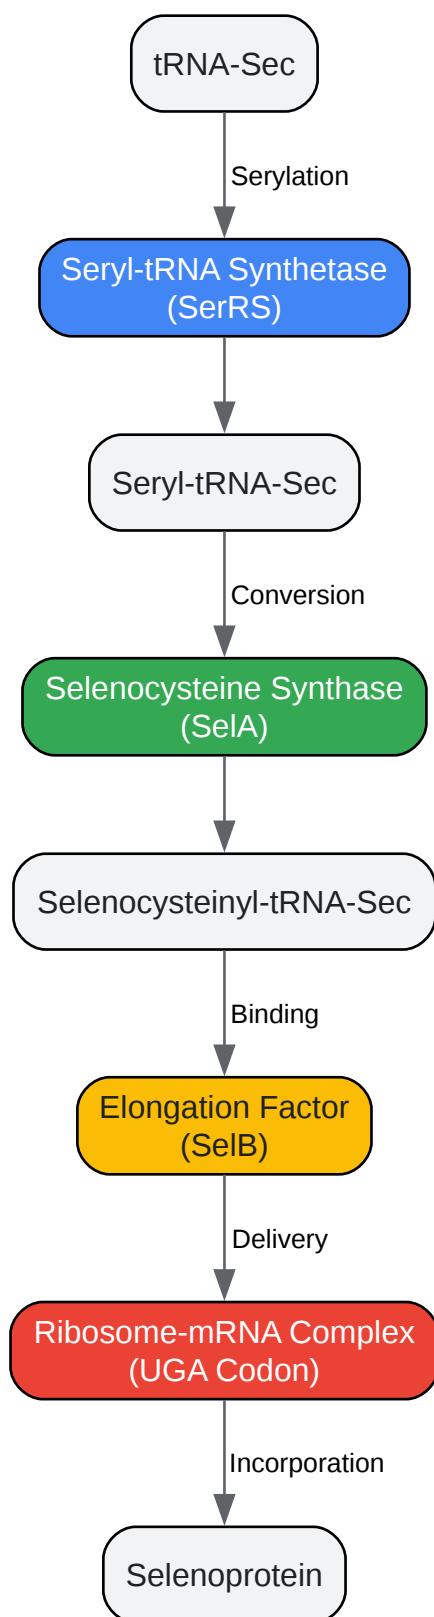 tRNA-Sec
Serylation
Seryl-tRNA Synthetase
(SerRS)
Seryl-tRNA-Sec
Conversion
Selenocysteine Synthase
(SelA)
Selenocysteinyl-tRNA-Sec
Binding
Elongation Factor
(SelB)
Delivery
Ribosome-mRNA Complex
(UGA Codon)
Incorporation
Selenoprotein